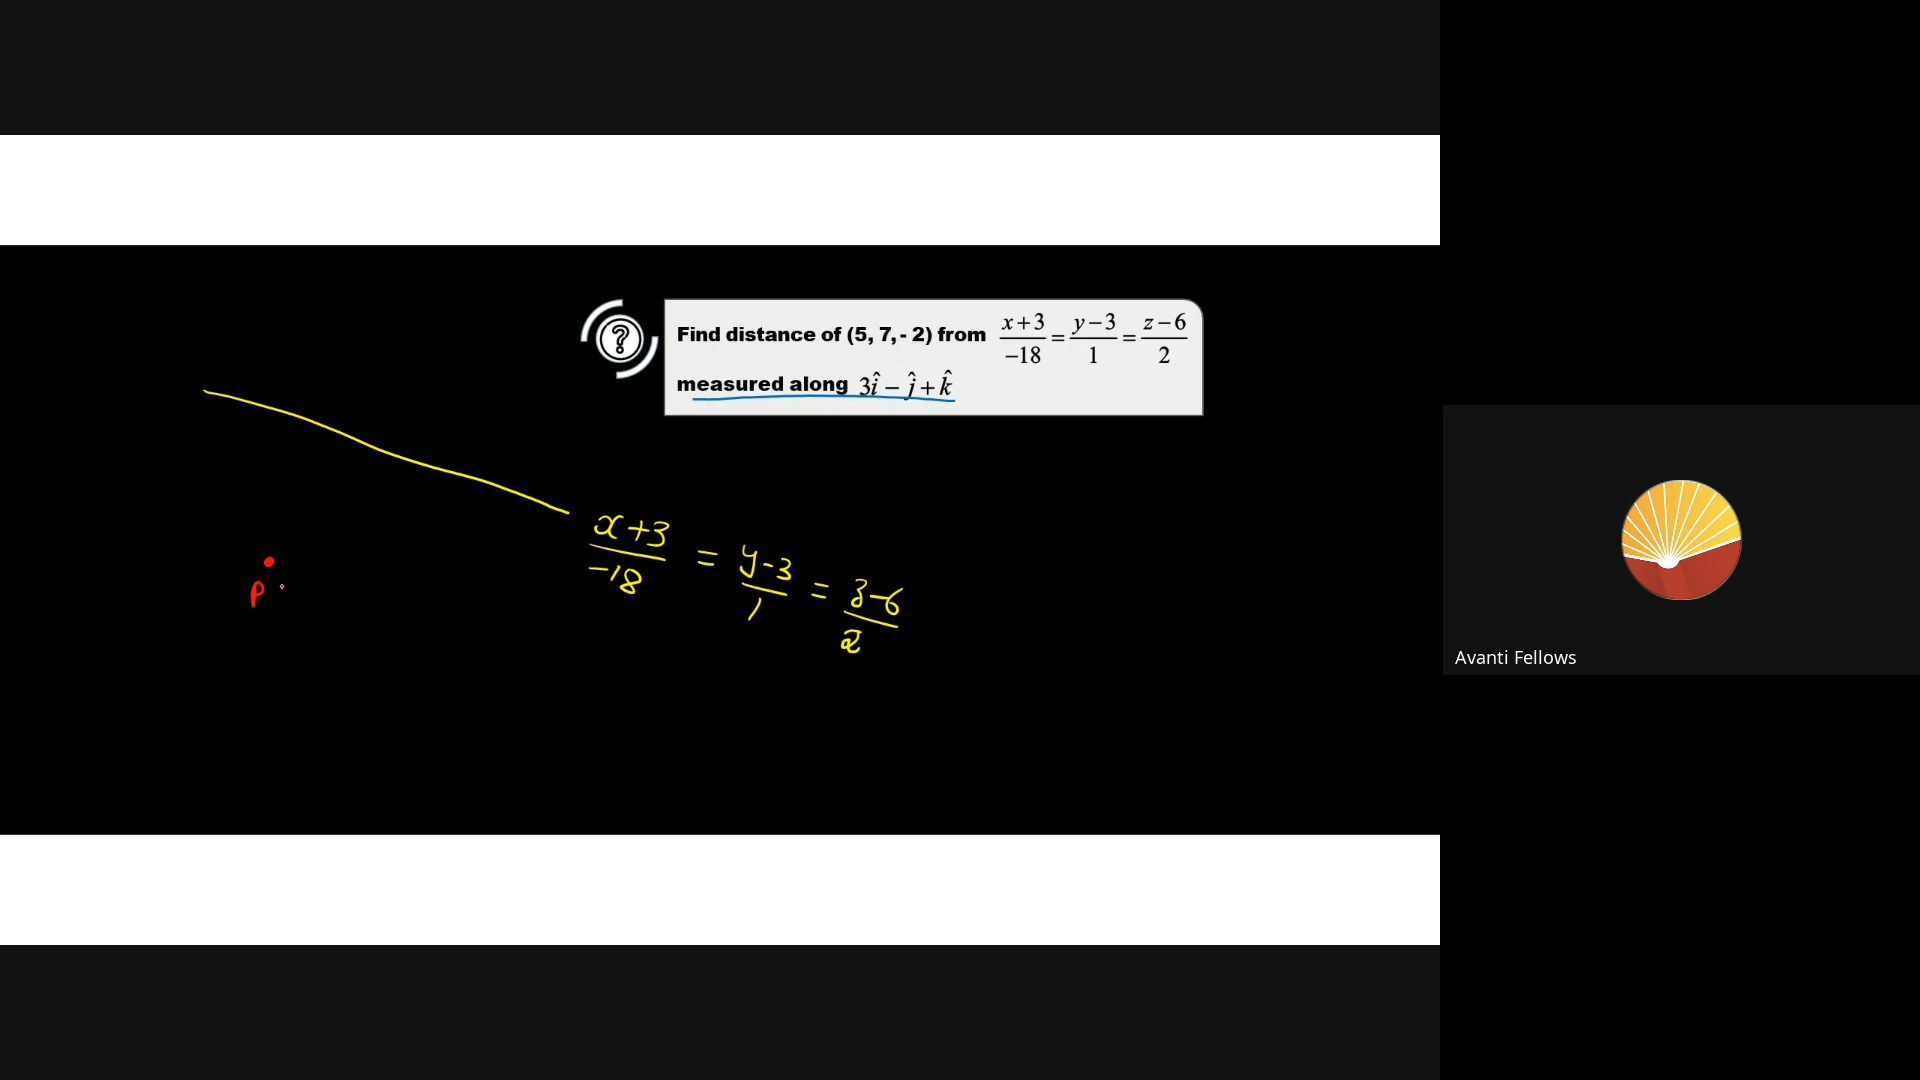 Find distance of (5, 7, - 2) from (x+3)/(−18) = (y−3)/1 = (z−6)/2
measured along 3î − ĵ + k̂
(x+3)/(-18) = (y-3)/1 = (z-6)/2
P
Avanti Fellows